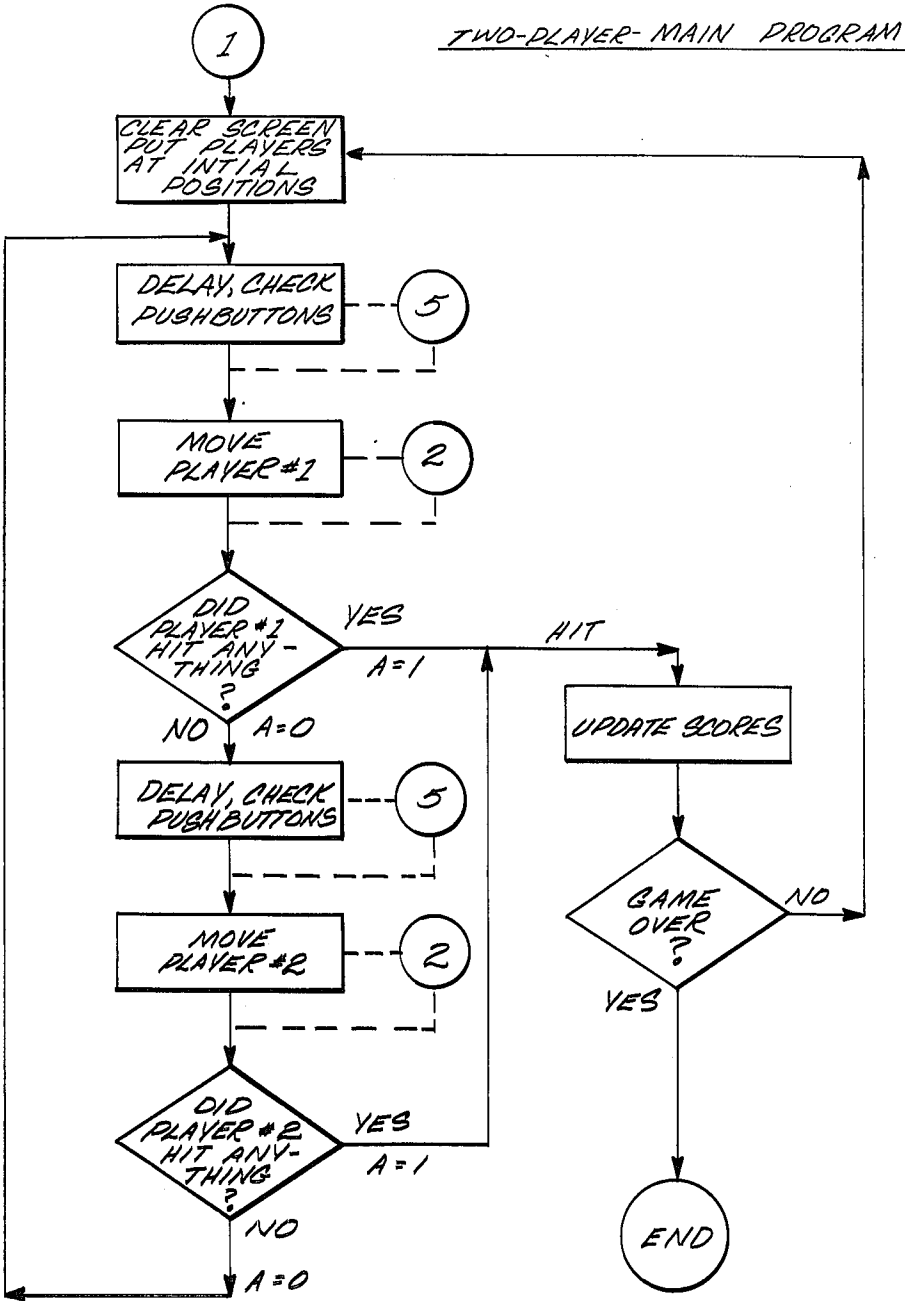 TWO-PLAYER-MAIN PROGRAM
1
CLEAR SCREEN
PUT PLAYERS
AT INTIAL
POSITIONS
DELAY, CHECK
PUSHBUTTONS
5
MOVE
PLAYER #1
2
DID
PLAYER #1
HIT ANY-
THING
?
YES
A=1
HIT
NO A=0
UPDATE SCORES
DELAY, CHECK
PUSHBUTTONS
5
GAME
OVER
?
NO
YES
MOVE
PLAYER #2
2
DID
PLAYER #2
HIT ANY-
THING
?
YES
A=1
NO
A=0
END